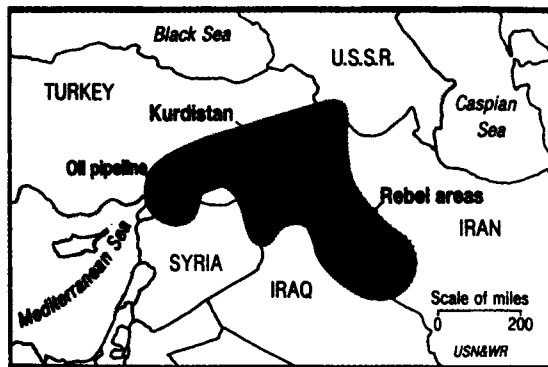 Black Sea
U.S.S.R.
TURKEY
Caspian
Sea
Kurdistan
Oil pipeline
Rebel areas
IRAN
Mediterranean Sea
SYRIA
IRAQ
Scale of miles
0 200
USN&WR